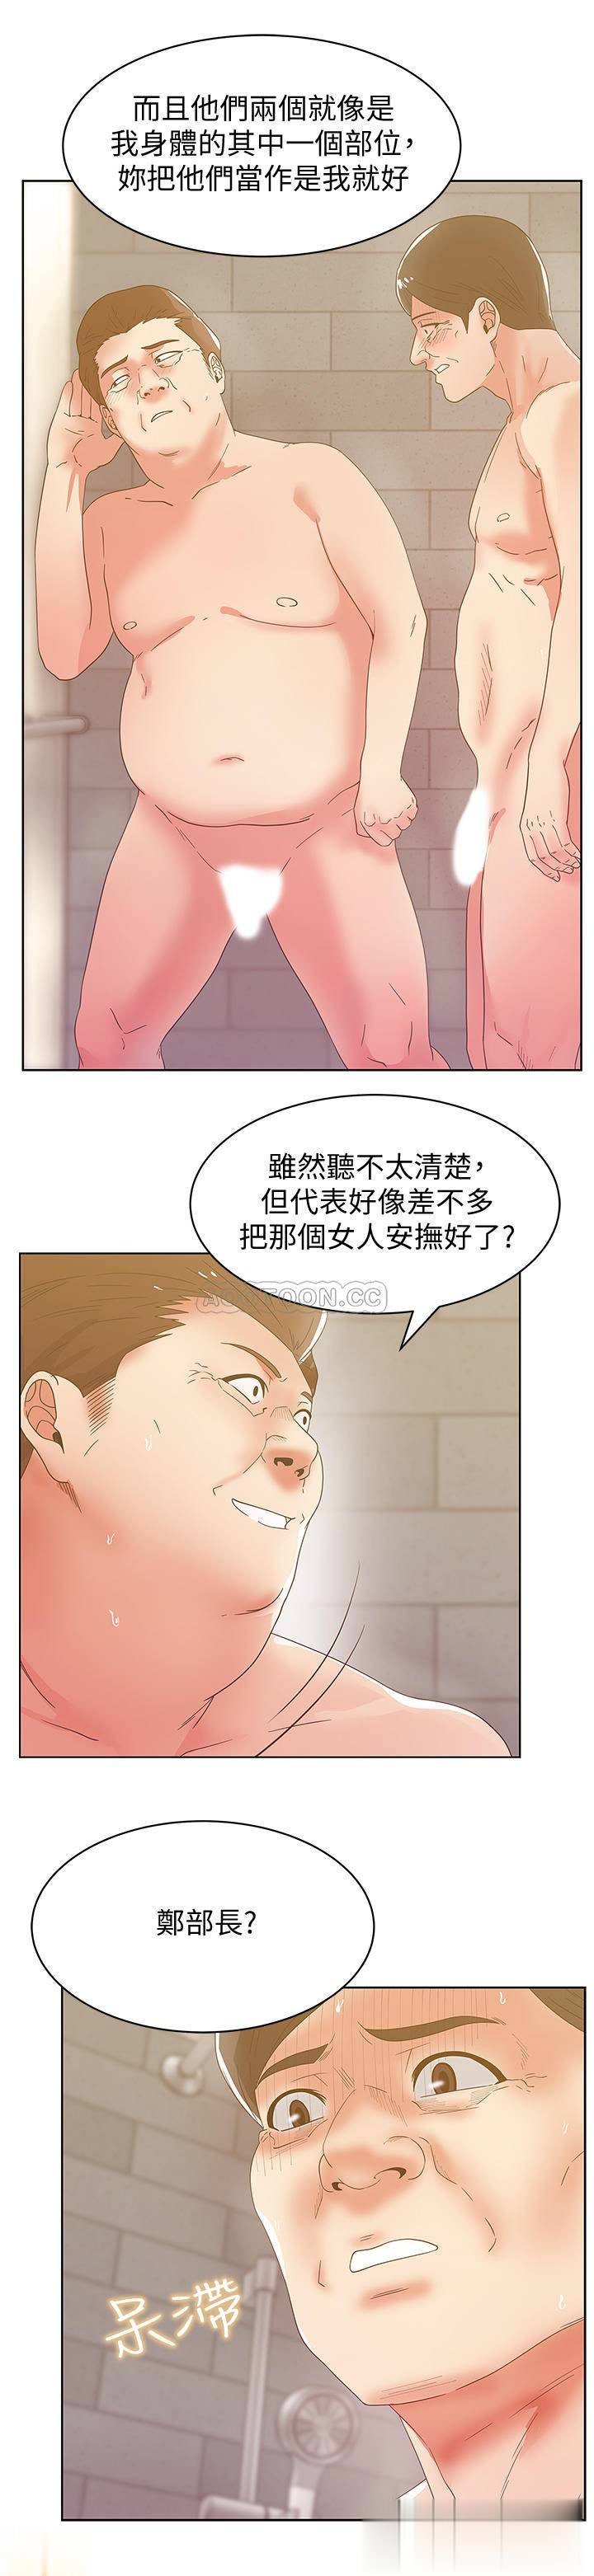 而且他們兩個就像是
我身體的其中一個部位，
妳把他們當作是我就好
雖然聽不太清楚，
但代表好像差不多
把那個女人安撫好了？
鄭部長？
呆滯